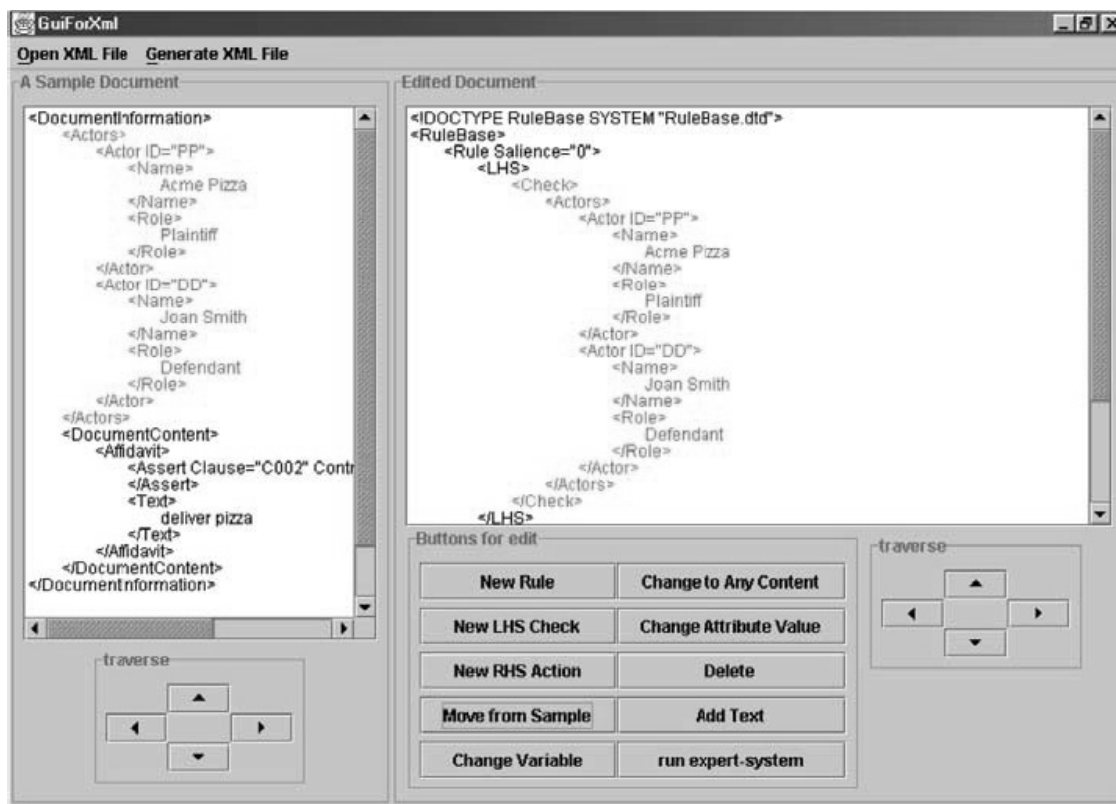 GuiForXml
Open XML File Generate XML File
A Sample Document
<DocumentInformation>
<Actors>
<Actor ID="PP">
<Name>
Acme Pizza
</Name>
<Role>
Plaintiff
</Role>
</Actor>
<Actor ID="DD">
<Name>
Joan Smith
</Name>
<Role>
Defendant
</Role>
</Actor>
</Actors>
<DocumentContent>
<Affidavit>
<Assert Clause="C002" Contr
</Assert>
<Text>
deliver pizza
</Text>
</Affidavit>
</DocumentContent>
</DocumentInformation>
traverse
Edited Document
<!DOCTYPE RuleBase SYSTEM "RuleBase.dtd">
<RuleBase>
<Rule Salience="0">
<LHS>
<Check>
<Actors>
<Actor ID="PP">
<Name>
Acme Pizza
</Name>
<Role>
Plaintiff
</Role>
</Actor>
<Actor ID="DD">
<Name>
Joan Smith
</Name>
<Role>
Defendant
</Role>
</Actor>
</Actors>
</Check>
</LHS>
Buttons for edit
New Rule Change to Any Content
New LHS Check Change Attribute Value
New RHS Action Delete
Move from Sample Add Text
Change Variable run expert-system
traverse